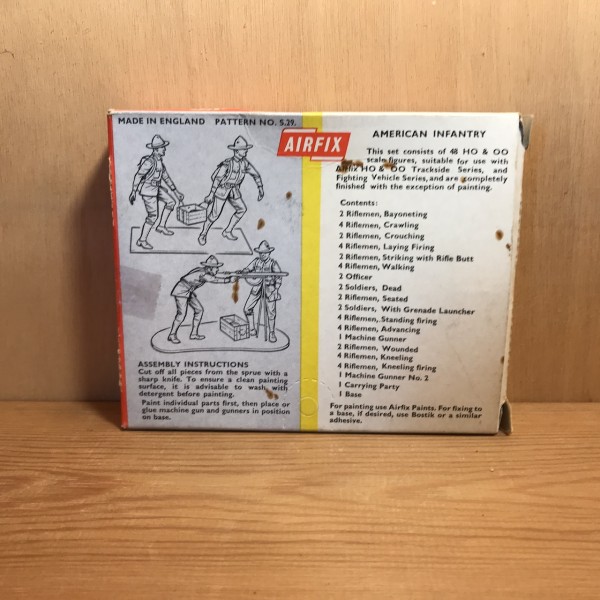 MADE IN ENGLAND PATTERN NO. S.29.
AIRFIX
AMERICAN INFANTRY
This set consists of 48 HO & OO
scale figures, suitable for use with
Airfix HO & OO Trackside Series, and
Fighting Vehicle Series, and are completely
finished with the exception of painting.
Contents:
2 Riflemen, Bayoneting
4 Riflemen, Crawling
2 Riflemen, Crouching
4 Riflemen, Laying Firing
2 Riflemen, Striking with Rifle Butt
4 Riflemen, Walking
2 Officer
2 Soldiers, Dead
2 Riflemen, Seated
2 Soldiers, With Grenade Launcher
4 Riflemen, Standing firing
4 Riflemen, Advancing
1 Machine Gunner
2 Riflemen, Wounded
4 Riflemen, Kneeling
4 Riflemen, Kneeling firing
1 Machine Gunner No. 2
1 Carrying Party
1 Base
For painting use Airfix Paints. For fixing to
a base, if desired, use Bostik or a similar
adhesive.
ASSEMBLY INSTRUCTIONS
Cut off all pieces from the sprue with a
sharp knife. To ensure a clean painting
surface, it is advisable to wash with
detergent before painting.
Paint individual parts first, then place or
glue machine gun and gunners in position
on base.